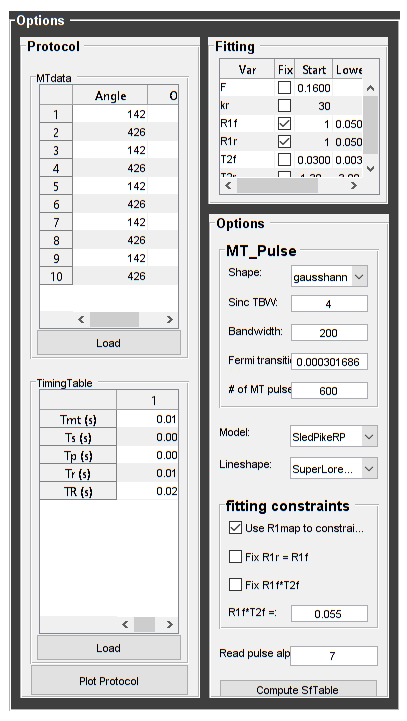 Options
Protocol
MTdata
Angle O
1 142
2 426
3 142
4 426
5 142
6 426
7 142
8 426
9 142
10 426
Load
TimingTable
1
Tmt (s) 0.01
Ts (s) 0.00
Tp (s) 0.00
Tr (s) 0.01
TR (s) 0.02
Load
Plot Protocol
Fitting
Var Fix Start Lowe
F 0.1600
kr 30
R1f 1 0.050
R1r 1 0.050
T2f 0.0300 0.003
Options
MT_Pulse
Shape: gausshann
Sinc TBW: 4
Bandwidth: 200
Fermi transiti 0.000301686
# of MT pulse 600
Model: SledPikeRP
Lineshape: SuperLore...
fitting constraints
Use R1map to constrai...
Fix R1r = R1f
Fix R1f*T2f
R1f*T2f =: 0.055
Read pulse alp 7
Compute SfTable